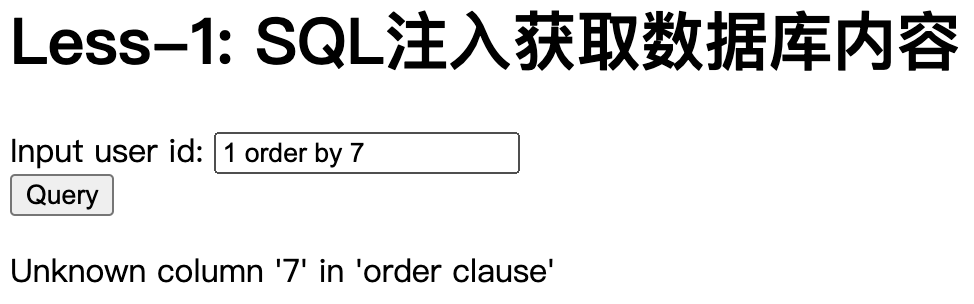 Less-1: SQL注入获取数据库内容
Input user id: 1 order by 7
Query
Unknown column '7' in 'order clause'